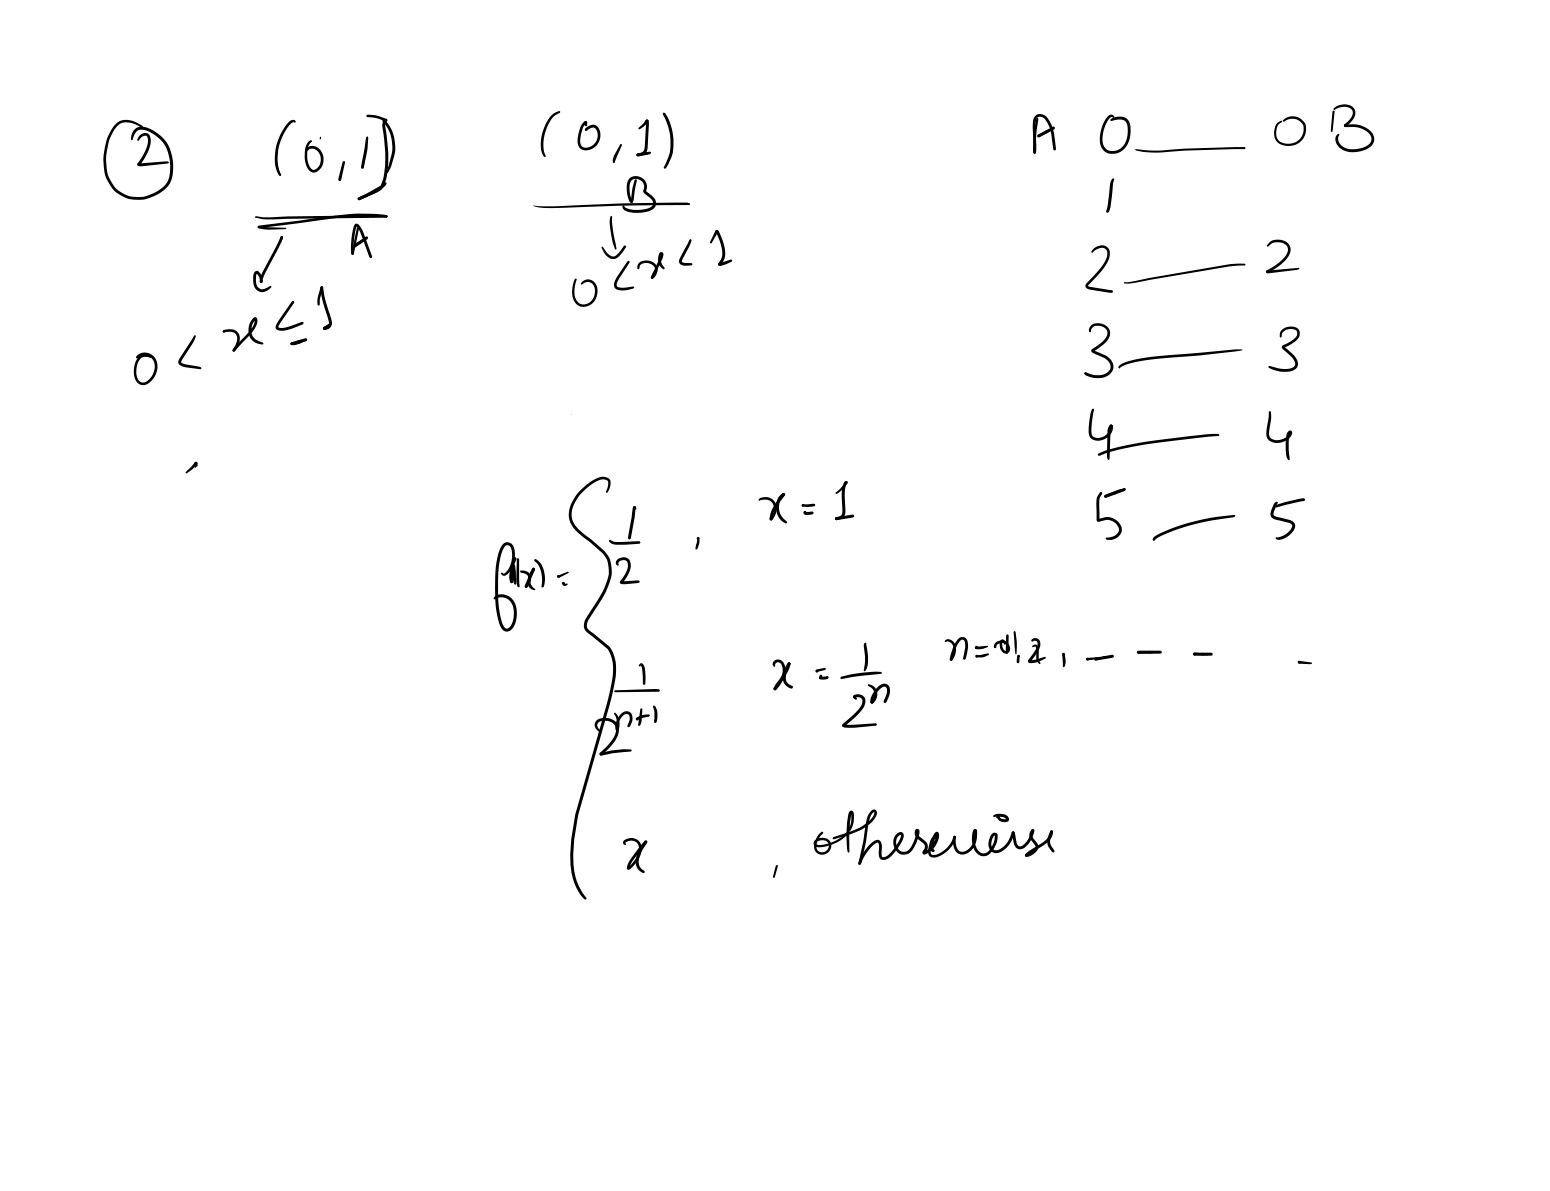 ② (0,1] (0,1)
A B
0 < x ≤ 1 0 < x < 1
A 0 — 0 B
1
2 — 2
3 — 3
4 — 4
5 — 5
f(x) = { 1/2 , x = 1
1/2^{n+1} x = 1/2^n n = 1, 2, - - - -
x , otherwise